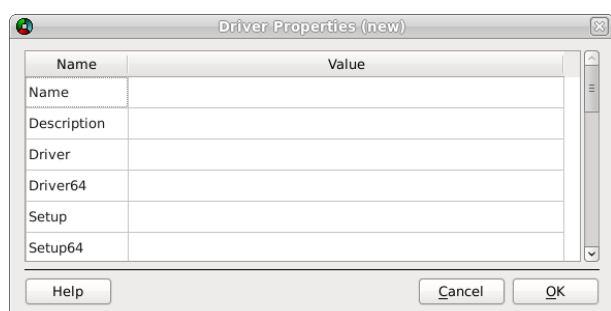 Driver Properties (new)
Name Value
Name
Description
Driver
Driver64
Setup
Setup64
Help Cancel OK